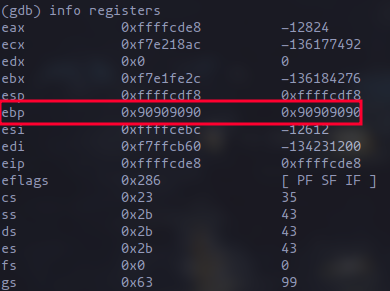 (gdb) info registers
eax 0xffffcde8 -12824
ecx 0xf7e218ac -136177492
edx 0x0 0
ebx 0xf7e1fe2c -136184276
esp 0xffffcdf8 0xffffcdf8
ebp 0x90909090 0x90909090
esi 0xffffcebc -12612
edi 0xf7ffcb60 -134231200
eip 0xffffcde8 0xffffcde8
eflags 0x286 [ PF SF IF ]
cs 0x23 35
ss 0x2b 43
ds 0x2b 43
es 0x2b 43
fs 0x0 0
gs 0x63 99